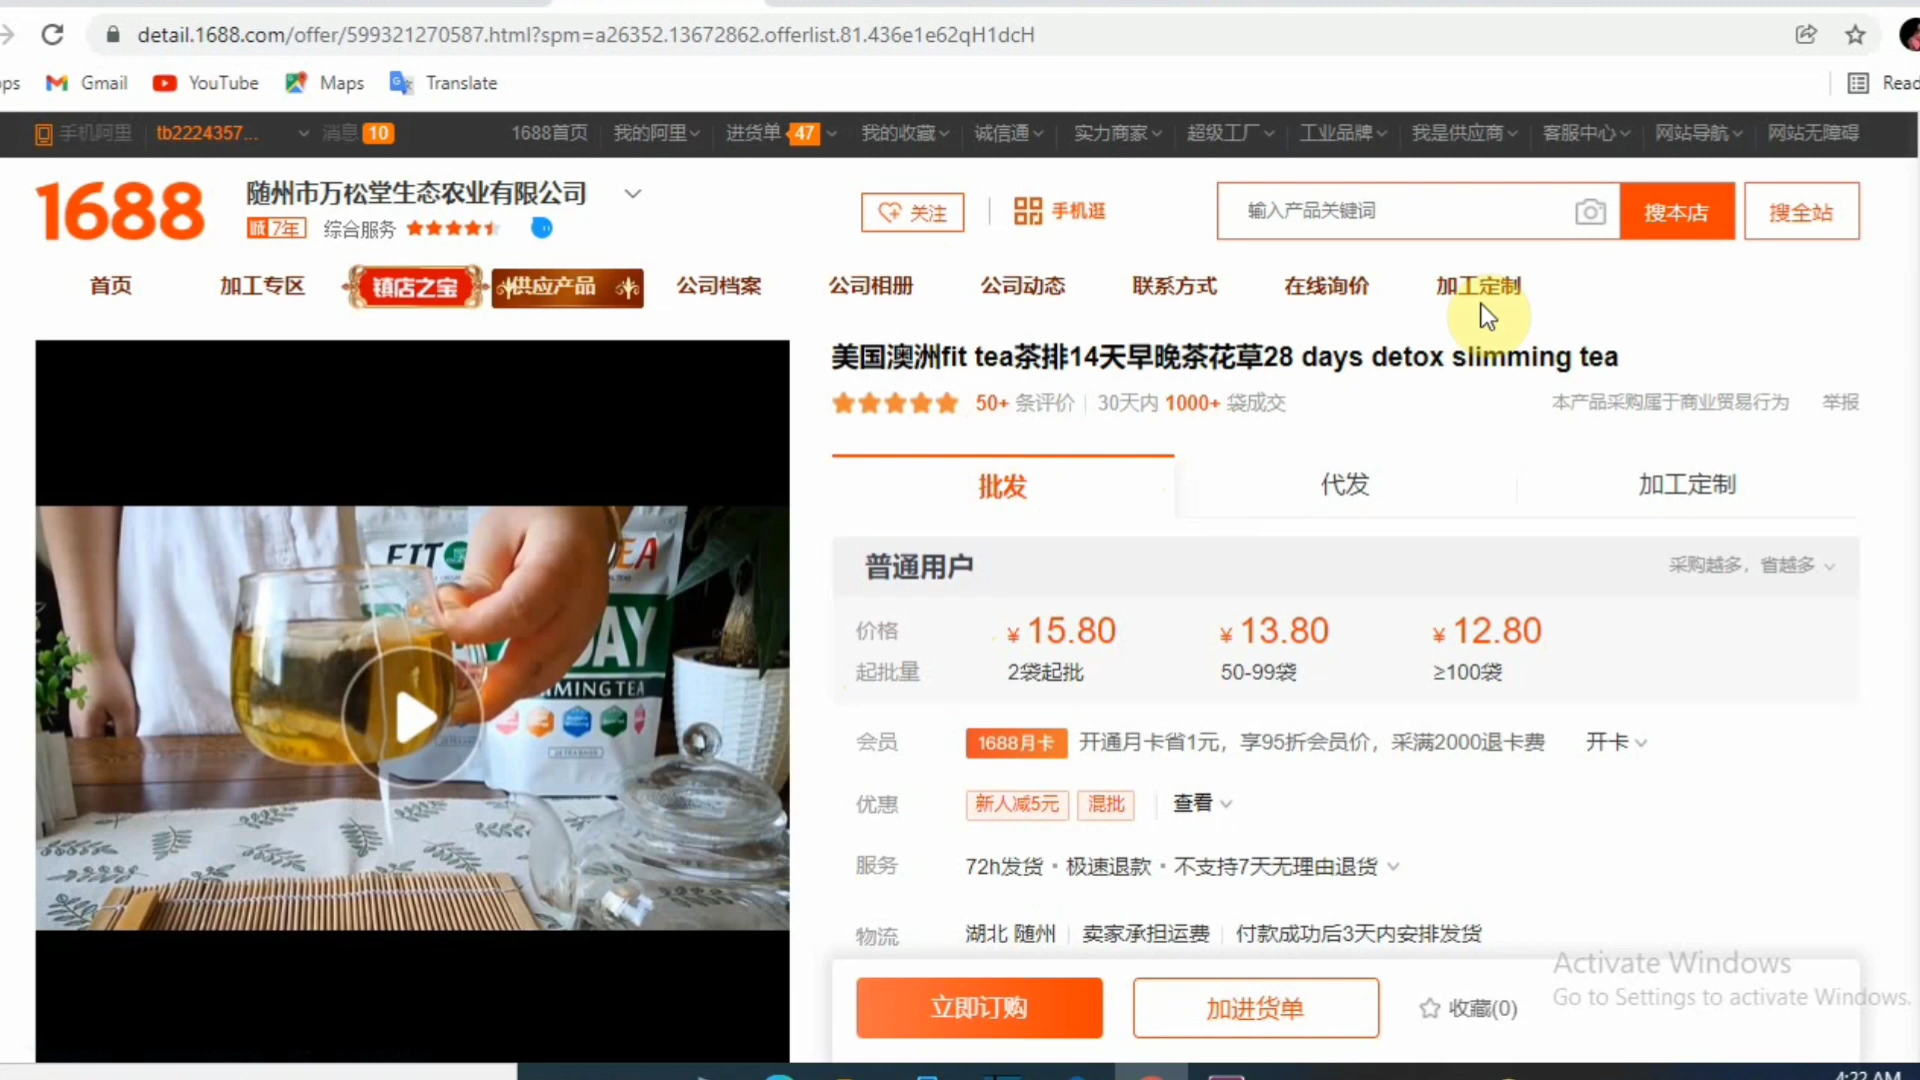 detail.1688.com/offer/599321270587.html?spm=a26352.13672862.offerlist.81.436e1e62qH1dcH
Gmail YouTube Maps Translate
手机阿里 tb2224357... 消息 10 1688首页 我的阿里 进货单 47 我的收藏 诚信通 实力商家 超级工厂 工业品牌 我是供应商 客服中心 网站导航 网站无障碍
1688 随州市万松堂生态农业有限公司
7年 综合服务
关注 手机逛 输入产品关键词 搜本店 搜全站
首页 加工专区 镇店之宝 供应产品 公司档案 公司相册 公司动态 联系方式 在线询价 加工定制
美国澳洲fit tea茶排14天早晚茶花草28 days detox slimming tea
50+ 条评价 30天内 1000+ 袋成交 本产品采购属于商业贸易行为 举报
批发 代发 加工定制
普通用户 采购越多，省越多
价格 ¥ 15.80 ¥ 13.80 ¥ 12.80
起批量 2袋起批 50-99袋 ≥100袋
会员 1688月卡 开通月卡省1元，享95折会员价，采满2000退卡费 开卡
优惠 新人减5元 混批 查看
服务 72h发货 · 极速退款 · 不支持7天无理由退货
物流 湖北 随州 卖家承担运费 付款成功后3天内安排发货
立即订购 加进货单 收藏(0)
Activate Windows
Go to Settings to activate Windows.
4:22 AM